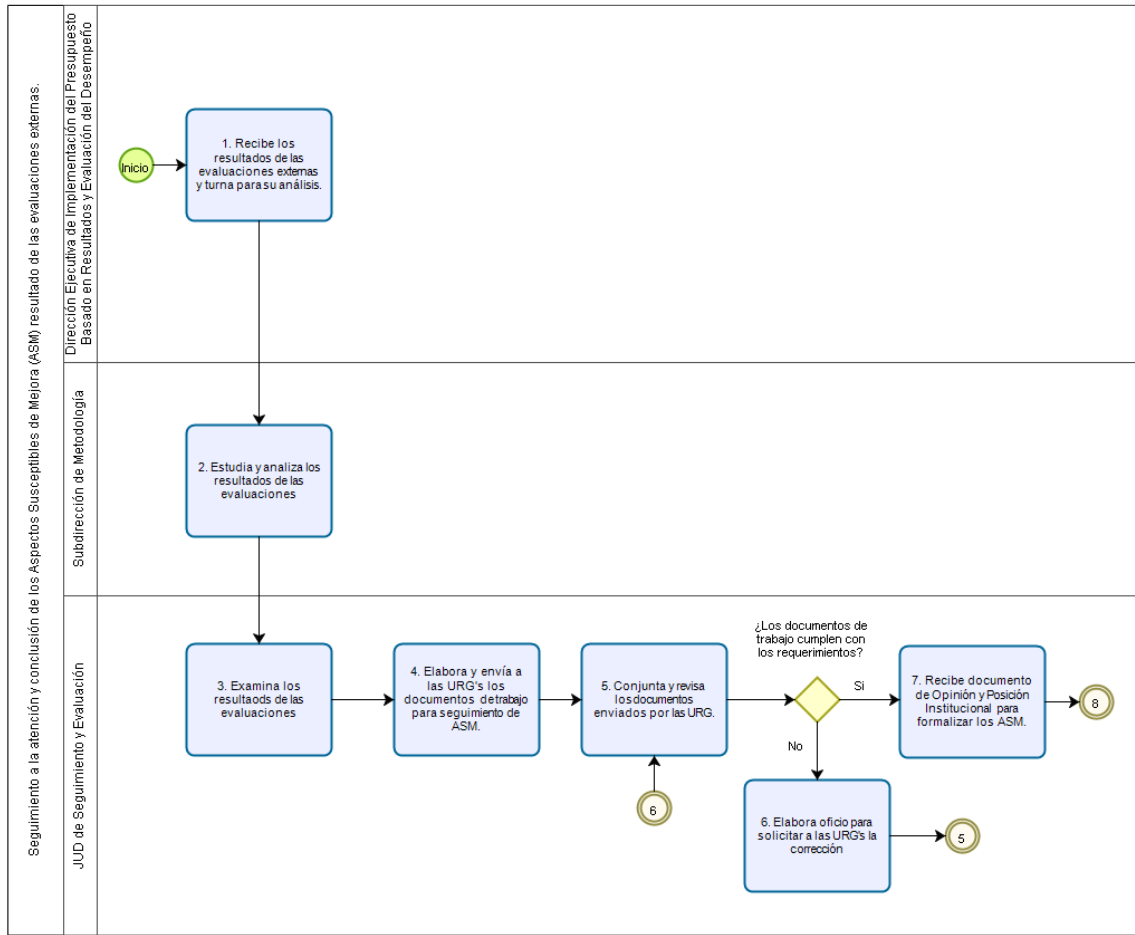 Seguimiento a la atención y conclusión de los Aspectos Susceptibles de Mejora (ASM) resultado de las evaluaciones externas.
Dirección Ejecutiva de Implementación del Presupuesto
Basado en Resultados y Evaluación del Desempeño
Inicio
1. Recibe los
resultados de las
evaluaciones externas
y turna para su análisis.
Subdirección de Metodología
2. Estudia y analiza los
resultados de las
evaluaciones
JUD de Seguimiento y Evaluación
3. Examina los
resultaods de las
evaluaciones
4. Elabora y envía a
las URG's los
documentos de trabajo
para seguimiento de
ASM.
5. Conjunta y revisa
los documentos
enviados por las URG.
6
¿Los documentos de
trabajo cumplen con
los requerimientos?
Si
No
7. Recibe documento
de Opinión y Posición
Institucional para
formalizar los ASM.
8
6. Elabora oficio para
solicitar a las URG's la
corrección
5